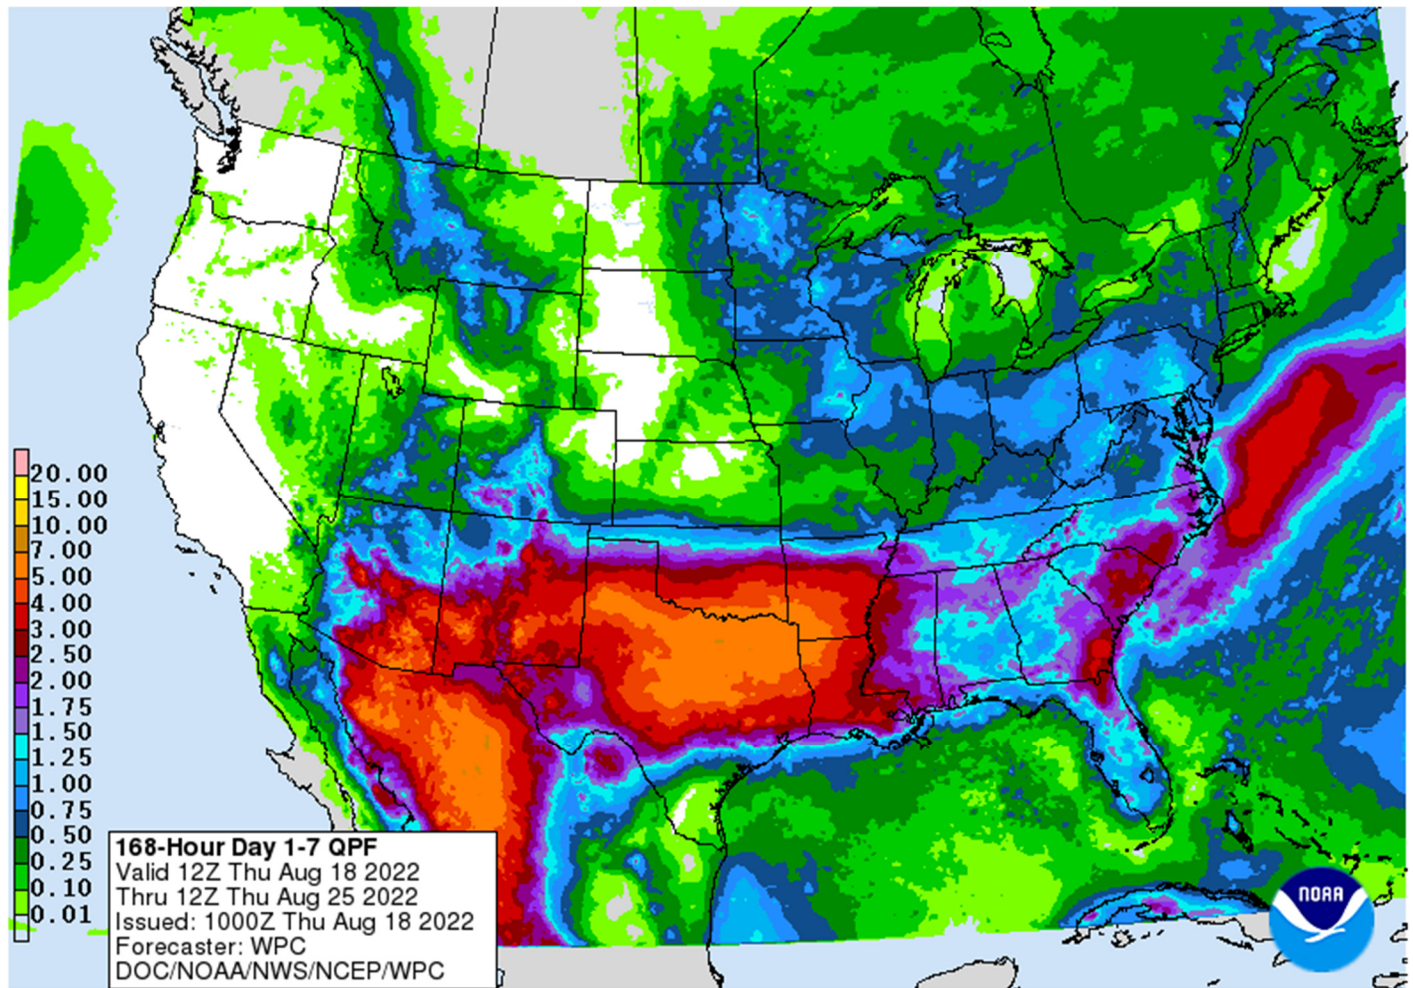 20.00
15.00
10.00
7.00
5.00
4.00
3.00
2.50
2.00
1.75
1.50
1.25
1.00
0.75
0.50
0.25
0.10
0.01
168-Hour Day 1-7 QPF
Valid 12Z Thu Aug 18 2022
Thru 12Z Thu Aug 25 2022
Issued: 1000Z Thu Aug 18 2022
Forecaster: WPC
DOC/NOAA/NWS/NCEP/WPC
NOAA